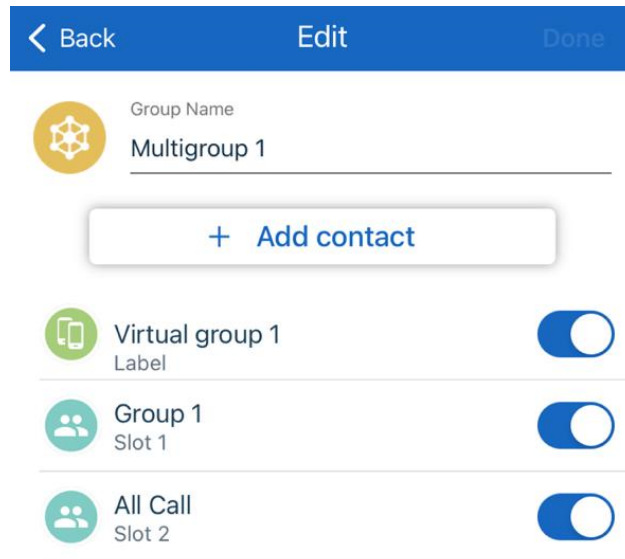 Back Edit Done
Group Name
Multigroup 1
+ Add contact
Virtual group 1
Label
Group 1
Slot 1
All Call
Slot 2